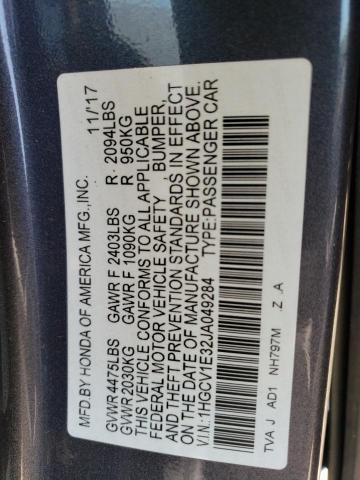 MFD.BY HONDA OF AMERICA MFG.,INC. 11/17
GVWR 4475LBS GAWR F 2403LBS R 2094LBS
GVWR 2030KG GAWR F 1090KG R 950KG
THIS VEHICLE CONFORMS TO ALL APPLICABLE
FEDERAL MOTOR VEHICLE SAFETY , BUMPER,
AND THEFT PREVENTION STANDARDS IN EFFECT
ON THE DATE OF MANUFACTURE SHOWN ABOVE.
V.I.N.:1HGCV1E32JA049284 TYPE:PASSENGER CAR
TVA J AD1 NH797M .Z .A